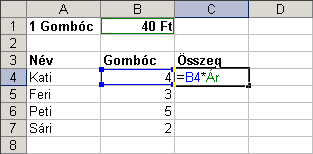 A B C D
1 1 Gombóc 40 Ft
2
3 Név Gombóc Összeg
4 Kati 4 =B4*Ár
5 Feri 3
6 Peti 5
7 Sári 2
8